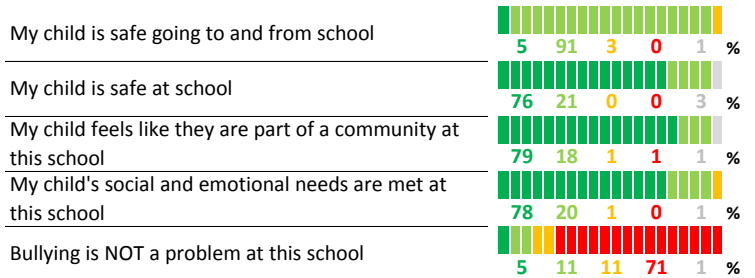 My child is safe going to and from school
5 91 3 0 1 %
My child is safe at school
76 21 0 0 3 %
My child feels like they are part of a community at
this school
79 18 1 1 1 %
My child's social and emotional needs are met at
this school
78 20 1 0 1 %
Bullying is NOT a problem at this school
5 11 11 71 1 %